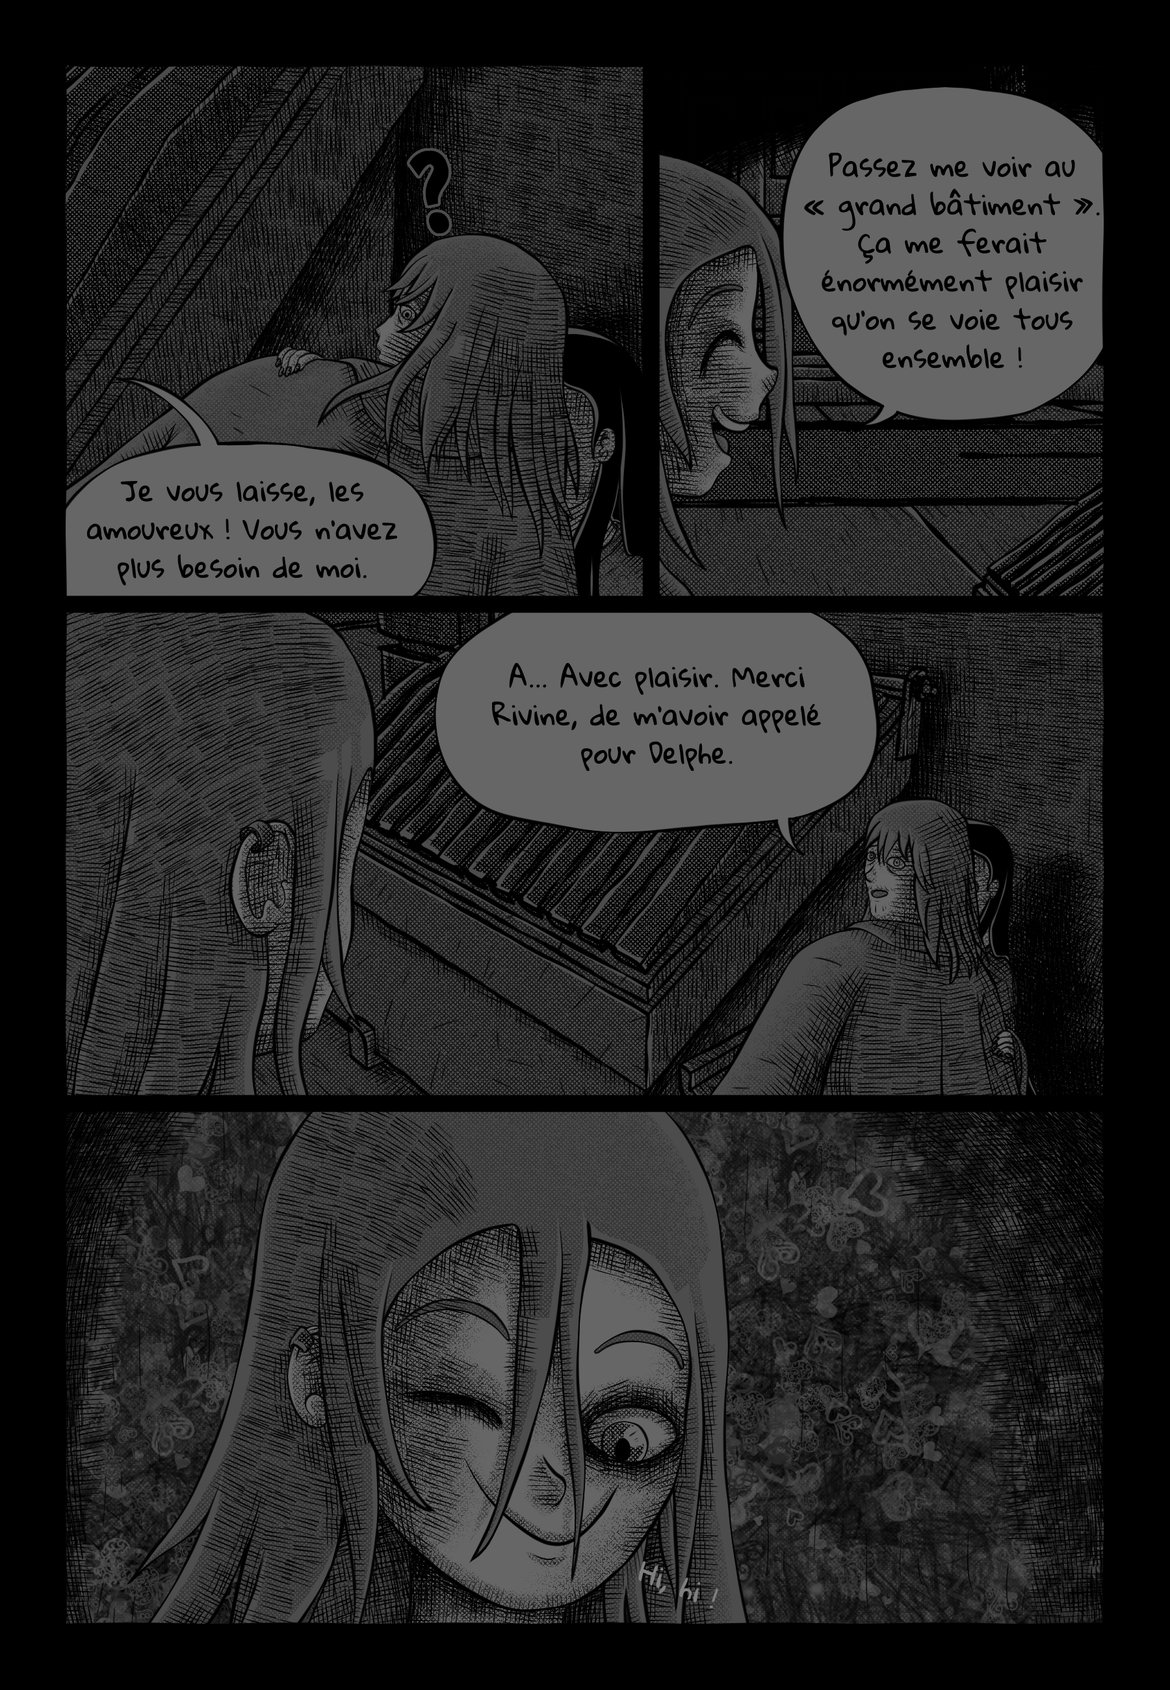 ?
Je vous laisse, les
amoureux ! Vous n'avez
plus besoin de moi.
Passez me voir au
« grand bâtiment ».
Ça me ferait
énormément plaisir
qu'on se voie tous
ensemble !
A... Avec plaisir. Merci
Rivine, de m'avoir appelé
pour Delphe.
Hi, hi !